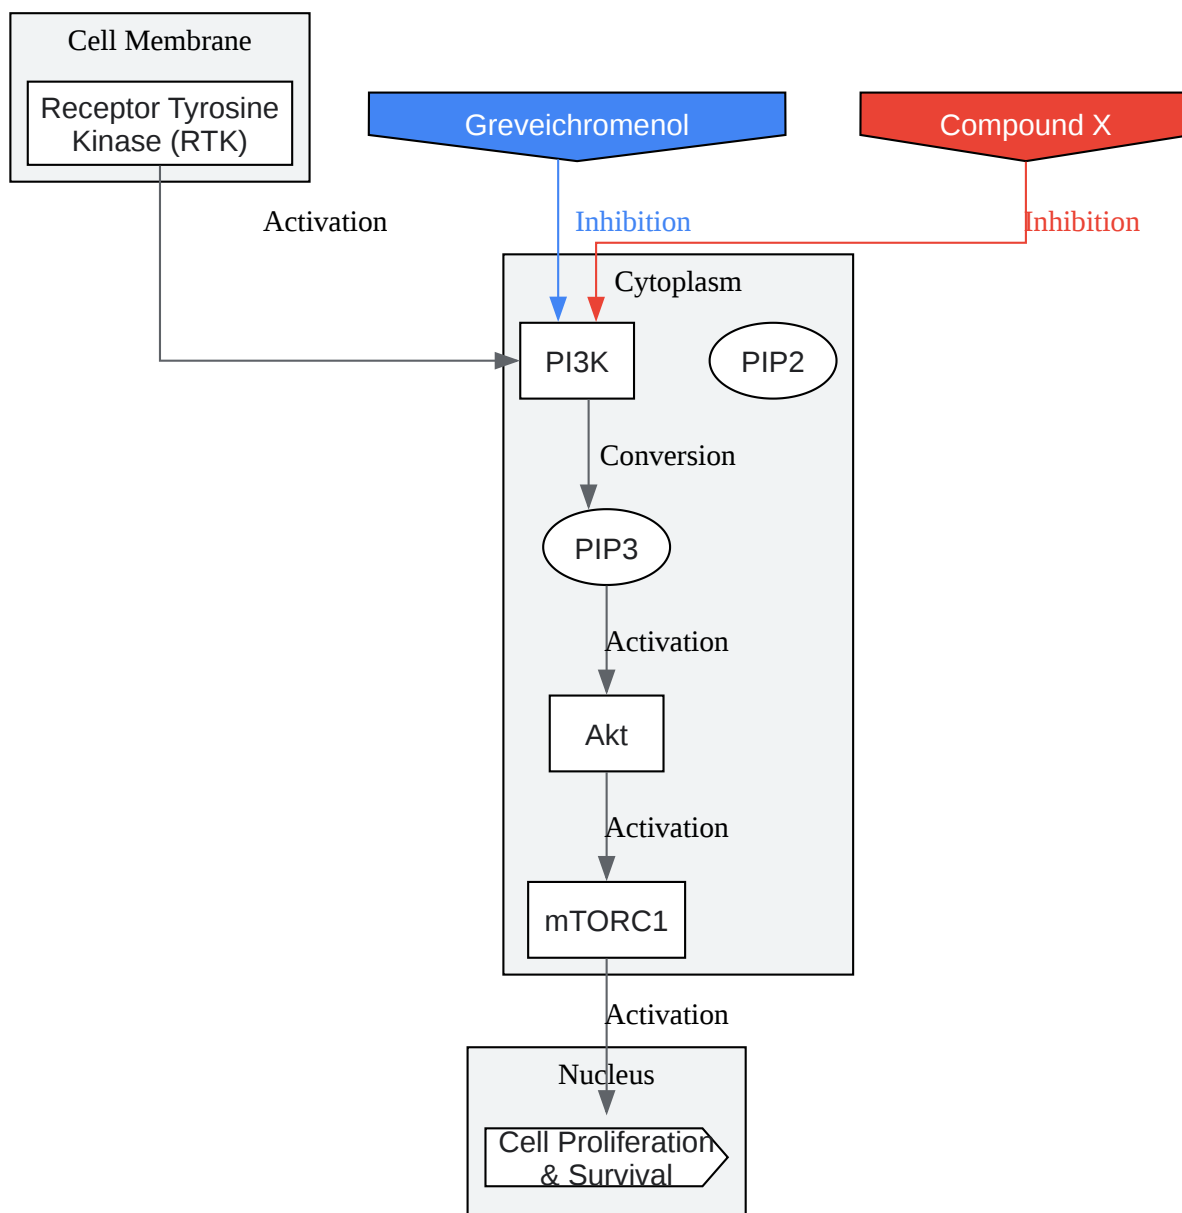 Cell Membrane
Receptor Tyrosine
Kinase (RTK)
Greveichromenol
Compound X
Activation
Inhibition
Inhibition
Cytoplasm
PI3K
PIP2
Conversion
PIP3
Activation
Akt
Activation
mTORC1
Activation
Nucleus
Cell Proliferation
& Survival